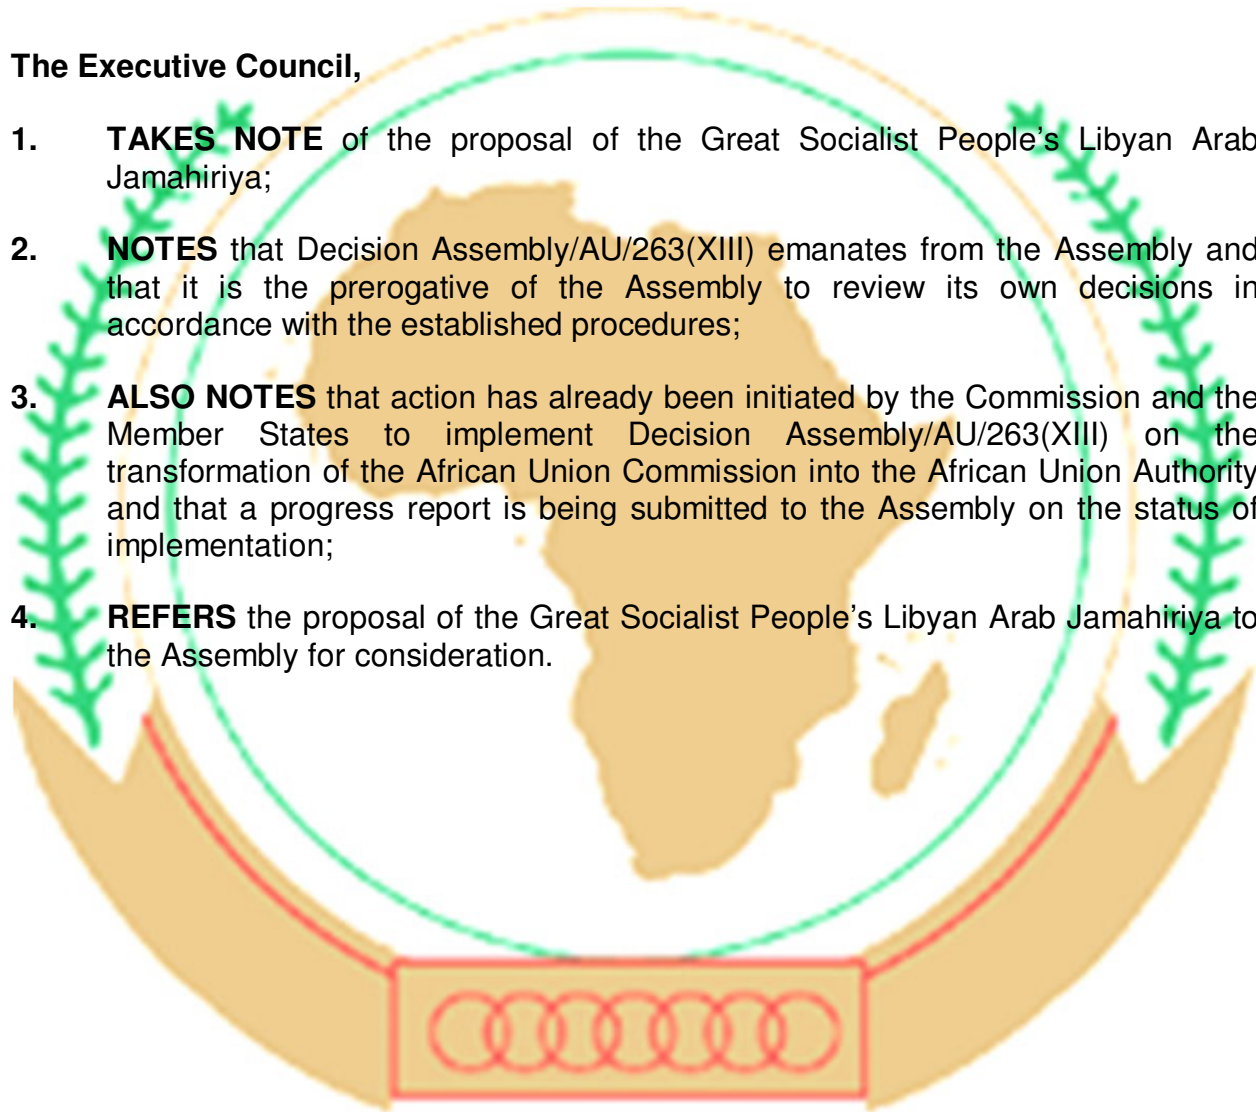 The Executive Council,
1. TAKES NOTE of the proposal of the Great Socialist People’s Libyan Arab
Jamahiriya;
2. NOTES that Decision Assembly/AU/263(XIII) emanates from the Assembly and
that it is the prerogative of the Assembly to review its own decisions in
accordance with the established procedures;
3. ALSO NOTES that action has already been initiated by the Commission and the
Member States to implement Decision Assembly/AU/263(XIII) on the
transformation of the African Union Commission into the African Union Authority
and that a progress report is being submitted to the Assembly on the status of
implementation;
4. REFERS the proposal of the Great Socialist People’s Libyan Arab Jamahiriya to
the Assembly for consideration.